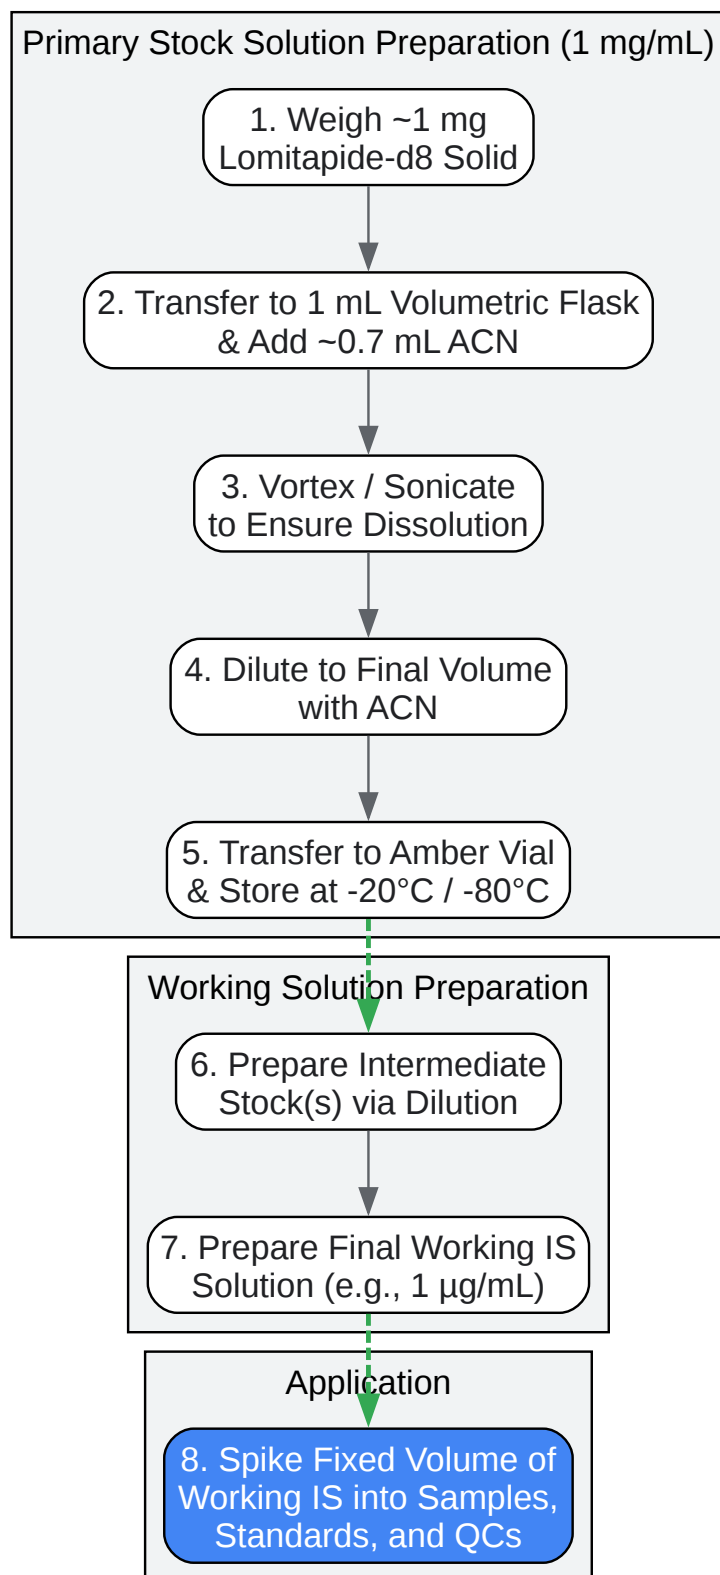 Primary Stock Solution Preparation (1 mg/mL)
1. Weigh ~1 mg
Lomitapide-d8 Solid
2. Transfer to 1 mL Volumetric Flask
& Add ~0.7 mL ACN
3. Vortex / Sonicate
to Ensure Dissolution
4. Dilute to Final Volume
with ACN
5. Transfer to Amber Vial
& Store at -20°C / -80°C
Working Solution Preparation
6. Prepare Intermediate
Stock(s) via Dilution
7. Prepare Final Working IS
Solution (e.g., 1 µg/mL)
Application
8. Spike Fixed Volume of
Working IS into Samples,
Standards, and QCs